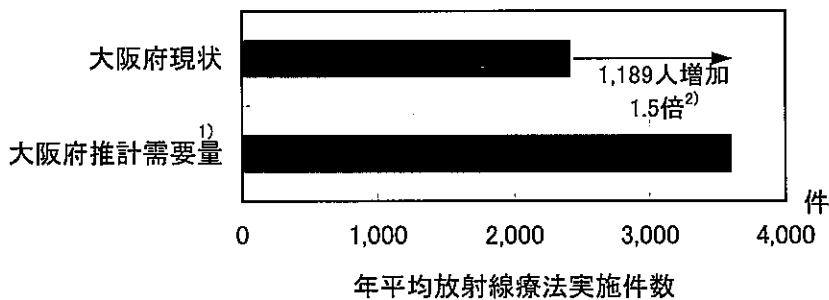 大阪府現状
1,189人増加
1.5倍2)
大阪府推計需要量1)
件
0 1,000 2,000 3,000 4,000
年平均放射線療法実施件数